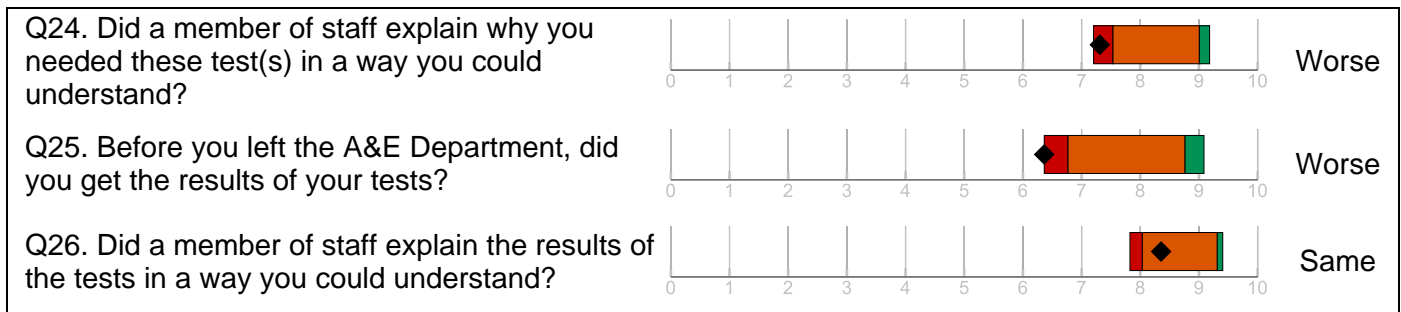 Q24. Did a member of staff explain why you
needed these test(s) in a way you could
understand?
0 1 2 3 4 5 6 7 8 9 10
Worse
Q25. Before you left the A&E Department, did
you get the results of your tests?
0 1 2 3 4 5 6 7 8 9 10
Worse
Q26. Did a member of staff explain the results of
the tests in a way you could understand?
0 1 2 3 4 5 6 7 8 9 10
Same